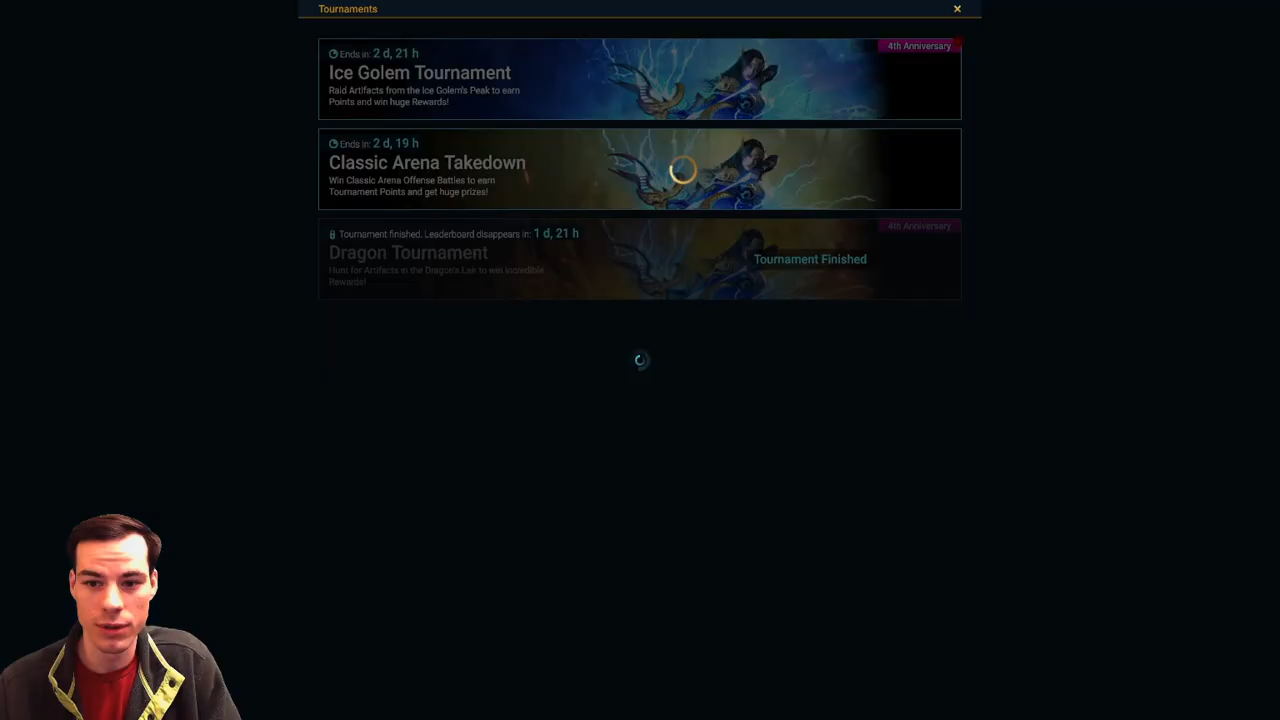 Tournaments
Ends in: 2 d, 21 h
4th Anniversary
Ice Golem Tournament
Raid Artifacts from the Ice Golem's Peak to earn
Points and win huge Rewards!
Ends in: 2 d, 19 h
Classic Arena Takedown
Win Classic Arena Offense Battles to earn
Tournament Points and get huge prizes!
Tournament finished. Leaderboard disappears in: 1 d, 21 h
4th Anniversary
Dragon Tournament
Tournament Finished
Hunt for Artifacts in the Dragon's Lair to win incredible
Rewards!